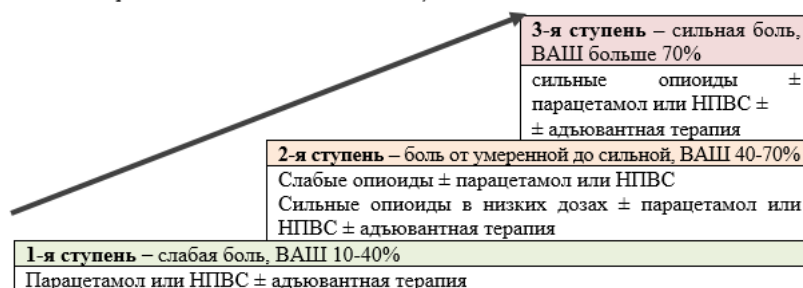 3-я ступень – сильная боль,
ВАШ больше 70%
сильные опиоиды ±
парацетамол или НПВС ±
± адъювантная терапия
2-я ступень – боль от умеренной до сильной, ВАШ 40-70%
Слабые опиоиды ± парацетамол или НПВС
Сильные опиоиды в низких дозах ± парацетамол или
НПВС ± адъювантная терапия
1-я ступень – слабая боль, ВАШ 10-40%
Парацетамол или НПВС ± адъювантная терапия